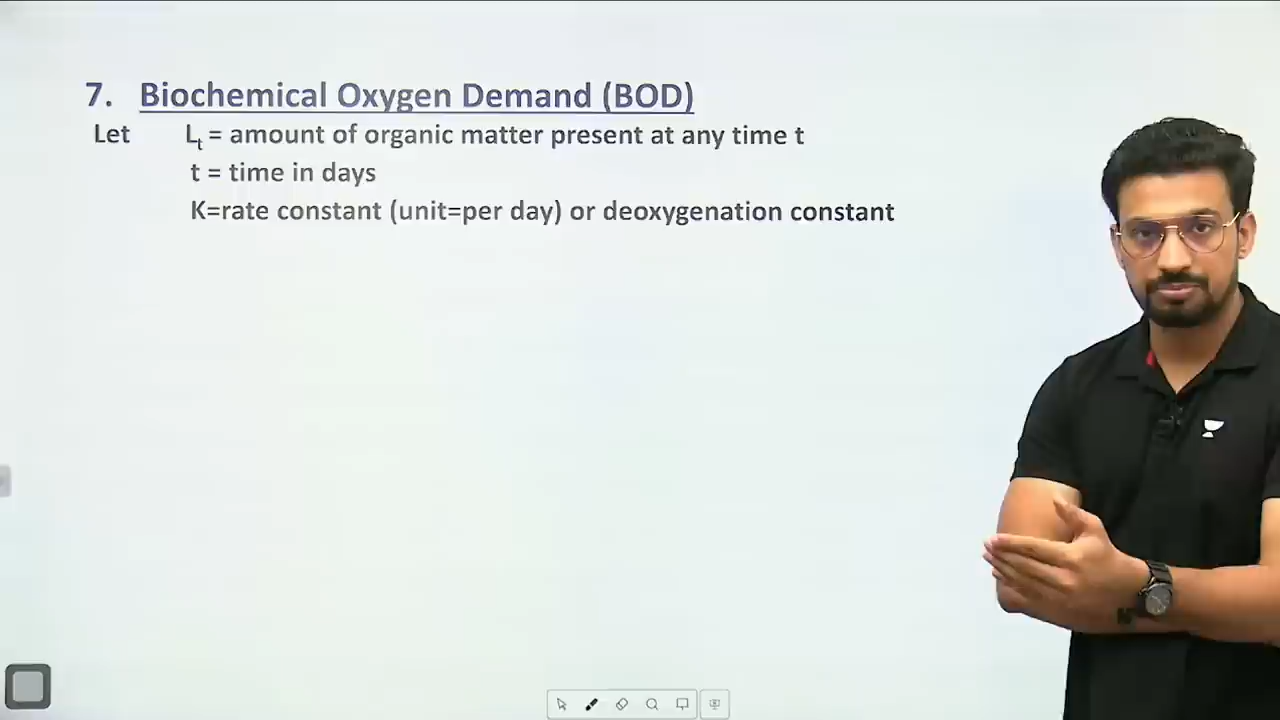 7. Biochemical Oxygen Demand (BOD)
Let Lt = amount of organic matter present at any time t
t = time in days
K=rate constant (unit=per day) or deoxygenation constant